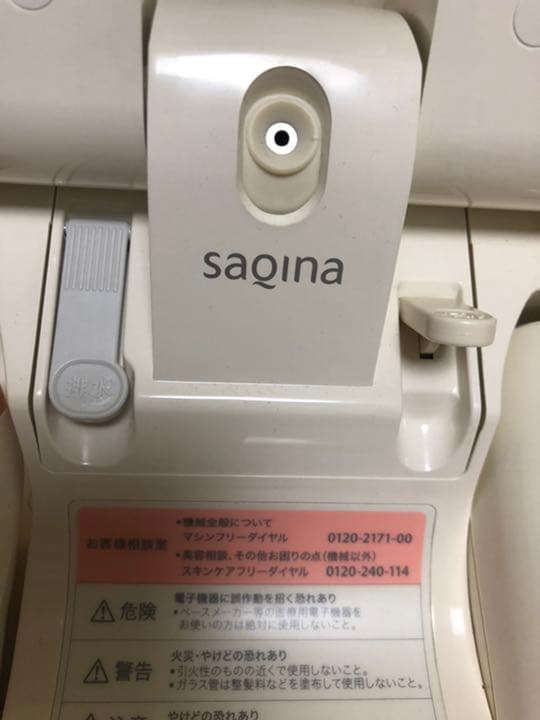 saqina
排水
お客様相談室
・機械全般について
マシンフリーダイヤル 0120-2171-00
・美容相談、その他お困りの点(機械以外)
スキンケアフリーダイヤル 0120-240-114
危険
電子機器に誤作動を招く恐れあり
・ペースメーカー等の医療用電子機器を
お使いの方は絶対に使用しないこと。
警告
火災・やけどの恐れあり
・引火性のものの近くで使用しないこと。
・ガラス管は整髪料などを塗布して使用しないこと。
注意
やけどの恐れあり